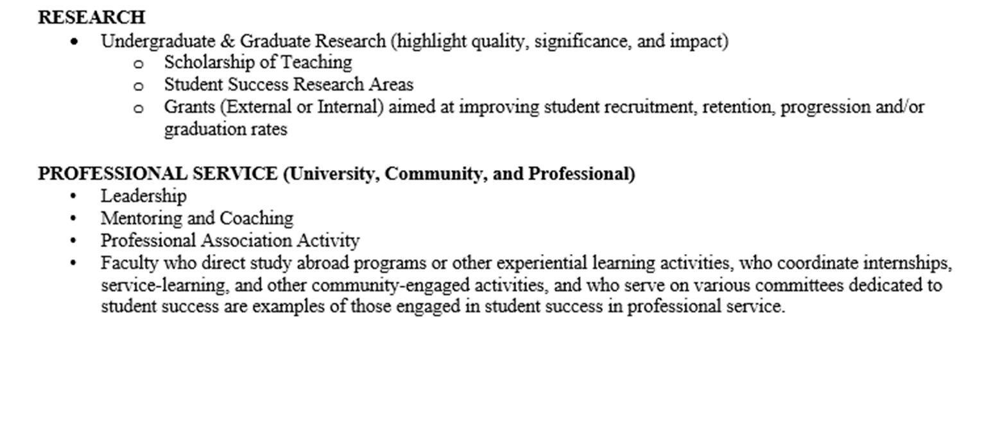 RESEARCH
• Undergraduate & Graduate Research (highlight quality, significance, and impact)
o Scholarship of Teaching
o Student Success Research Areas
o Grants (External or Internal) aimed at improving student recruitment, retention, progression and/or
graduation rates
PROFESSIONAL SERVICE (University, Community, and Professional)
• Leadership
• Mentoring and Coaching
• Professional Association Activity
• Faculty who direct study abroad programs or other experiential learning activities, who coordinate internships,
service-learning, and other community-engaged activities, and who serve on various committees dedicated to
student success are examples of those engaged in student success in professional service.